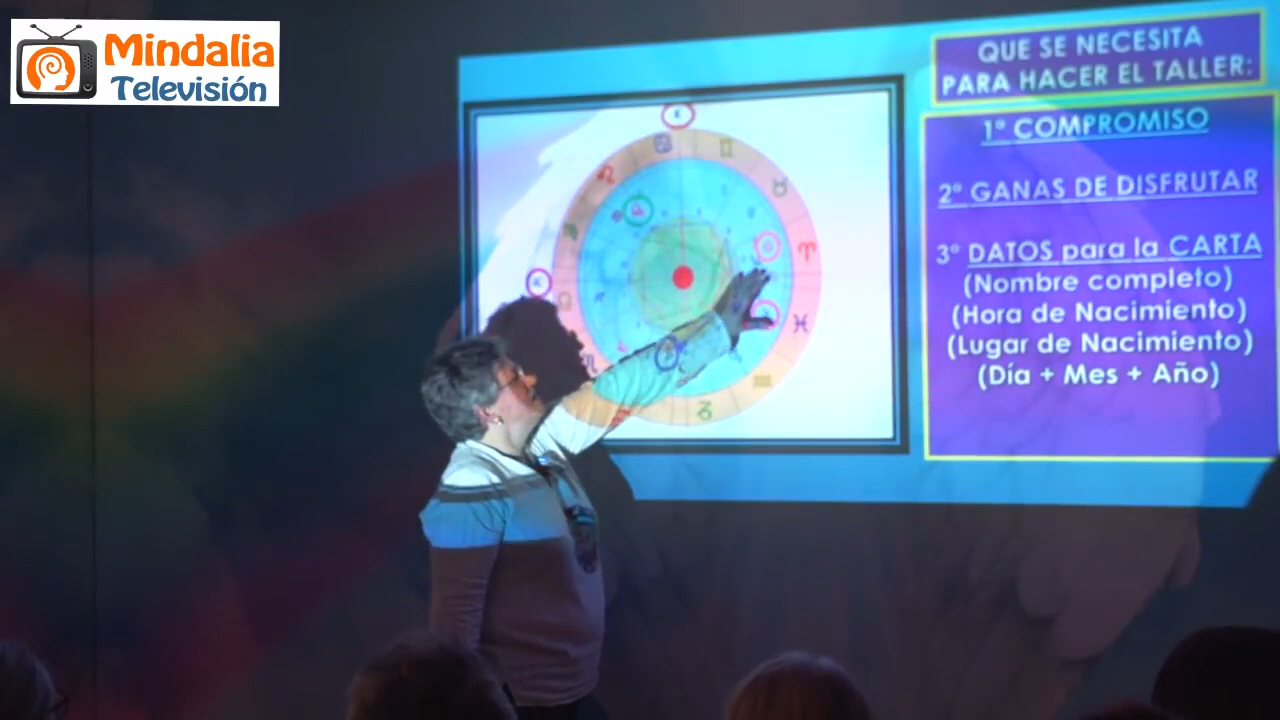 Mindalia
Televisión
QUE SE NECESITA
PARA HACER EL TALLER:
1º COMPROMISO
2º GANAS DE DISFRUTAR
3º DATOS para la CARTA
(Nombre completo)
(Hora de Nacimiento)
(Lugar de Nacimiento)
(Día + Mes + Año)